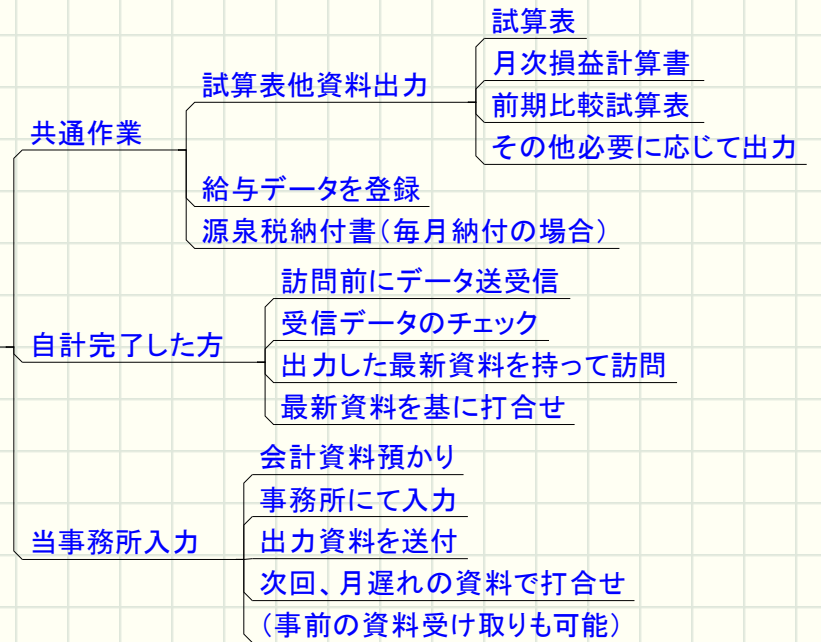 共通作業
試算表他資料出力
試算表
月次損益計算書
前期比較試算表
その他必要に応じて出力
給与データを登録
源泉税納付書(毎月納付の場合)
自計完了した方
訪問前にデータ送受信
受信データのチェック
出力した最新資料を持って訪問
最新資料を基に打合せ
当事務所入力
会計資料預かり
事務所にて入力
出力資料を送付
次回、月遅れの資料で打合せ
(事前の資料受け取りも可能)